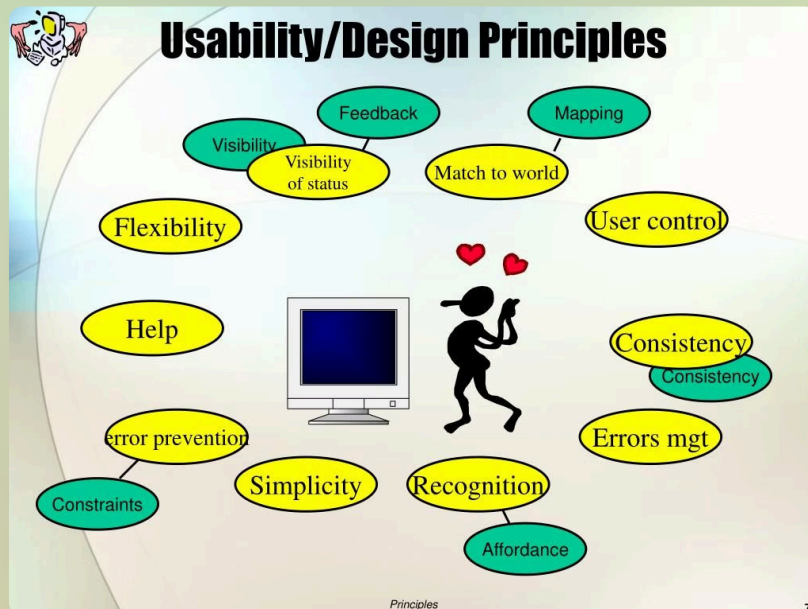 Usability/Design Principles
Feedback
Mapping
Visibility
Visibility
of status
Match to world
Flexibility
User control
Help
Consistency
Consistency
error prevention
Errors mgt
Simplicity
Recognition
Constraints
Affordance
Principles